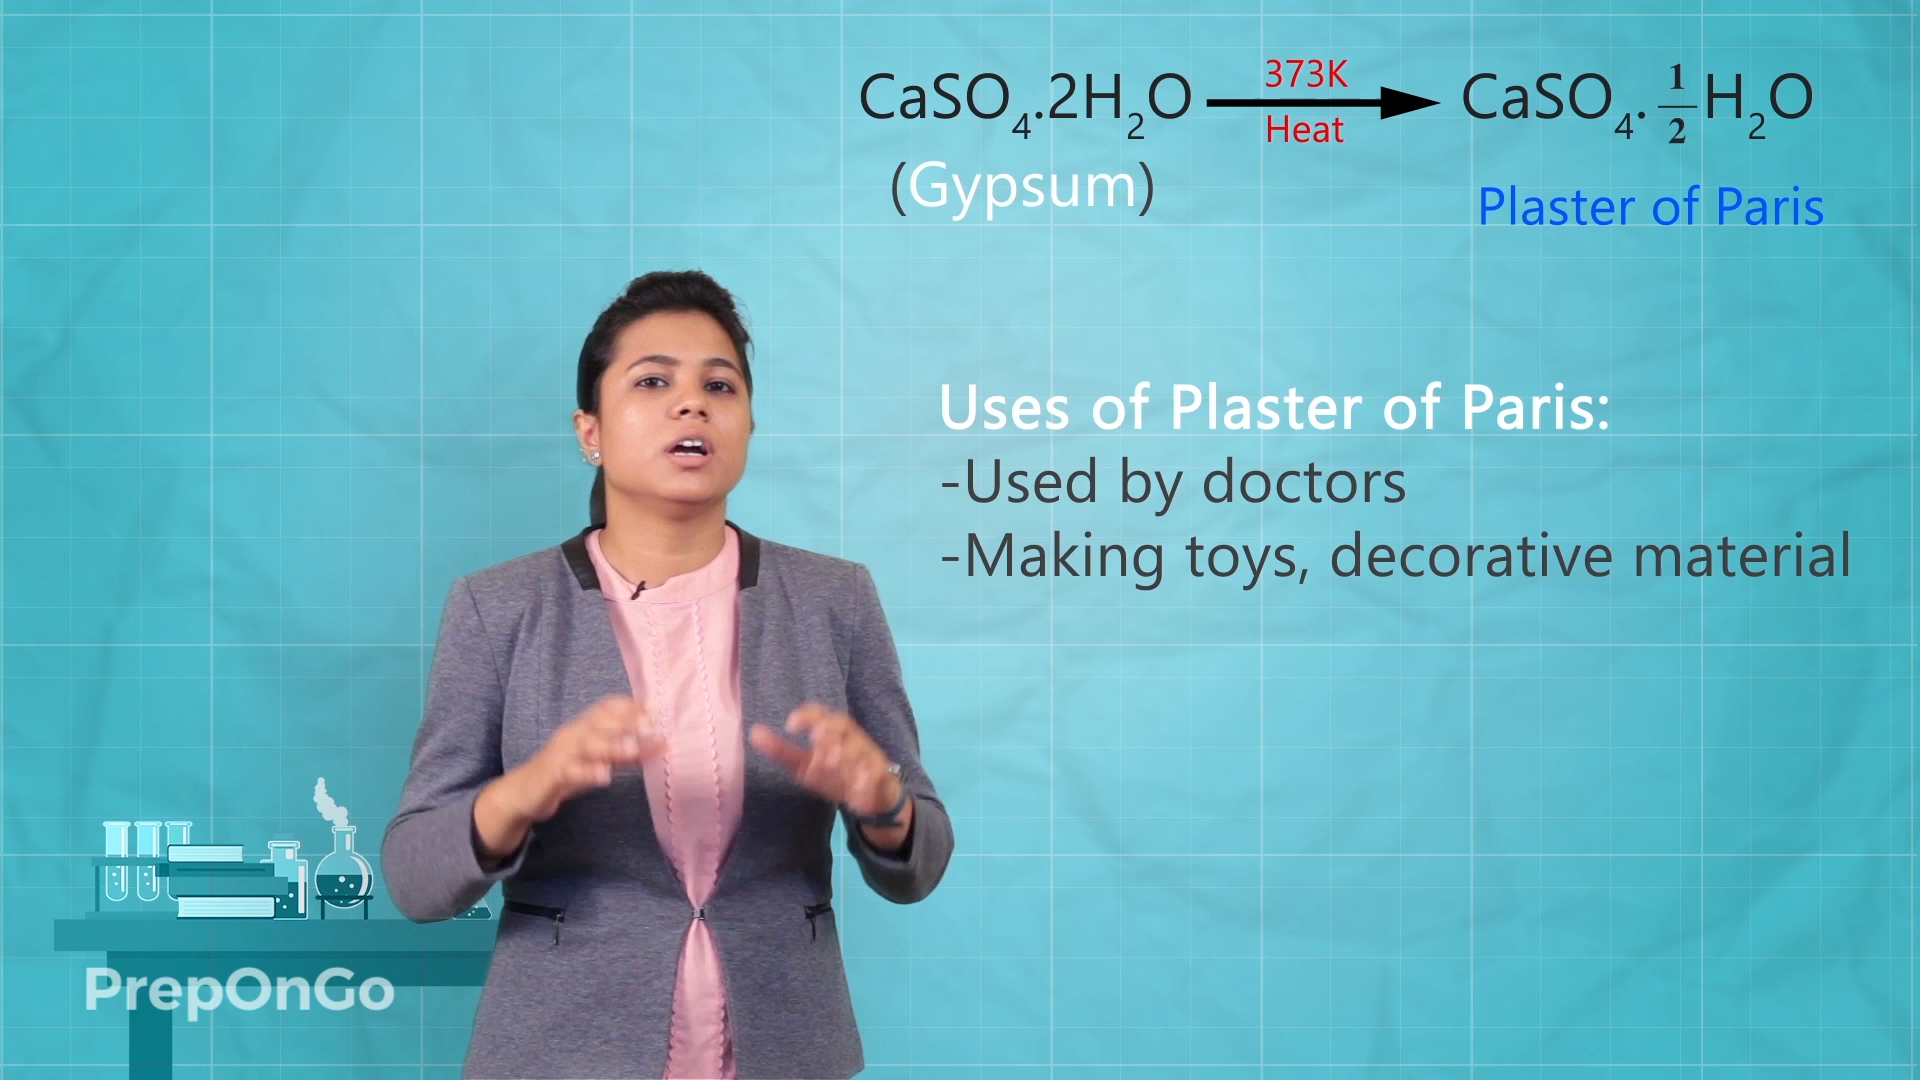 373K
CaSO4.2H2O → CaSO4.1/2H2O
Heat
(Gypsum)
Plaster of Paris
Uses of Plaster of Paris:
-Used by doctors
-Making toys, decorative material
PrepOnGo